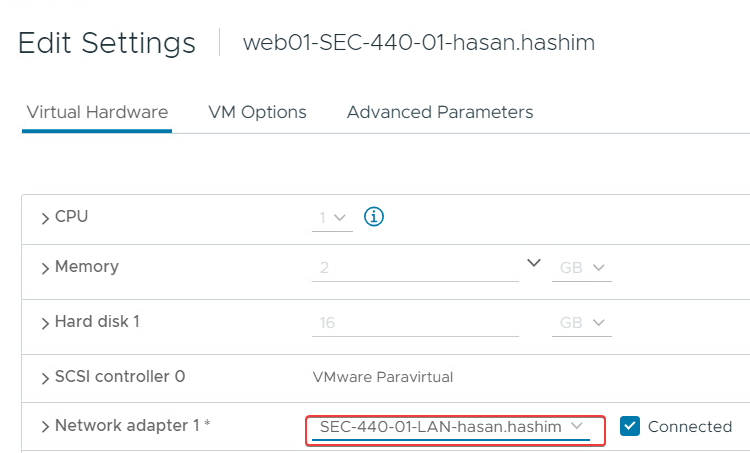 Edit Settings web01-SEC-440-01-hasan.hashim
Virtual Hardware VM Options Advanced Parameters
CPU 1
Memory 2 GB
Hard disk 1 16 GB
SCSI controller 0 VMware Paravirtual
Network adapter 1 * SEC-440-01-LAN-hasan.hashim Connected